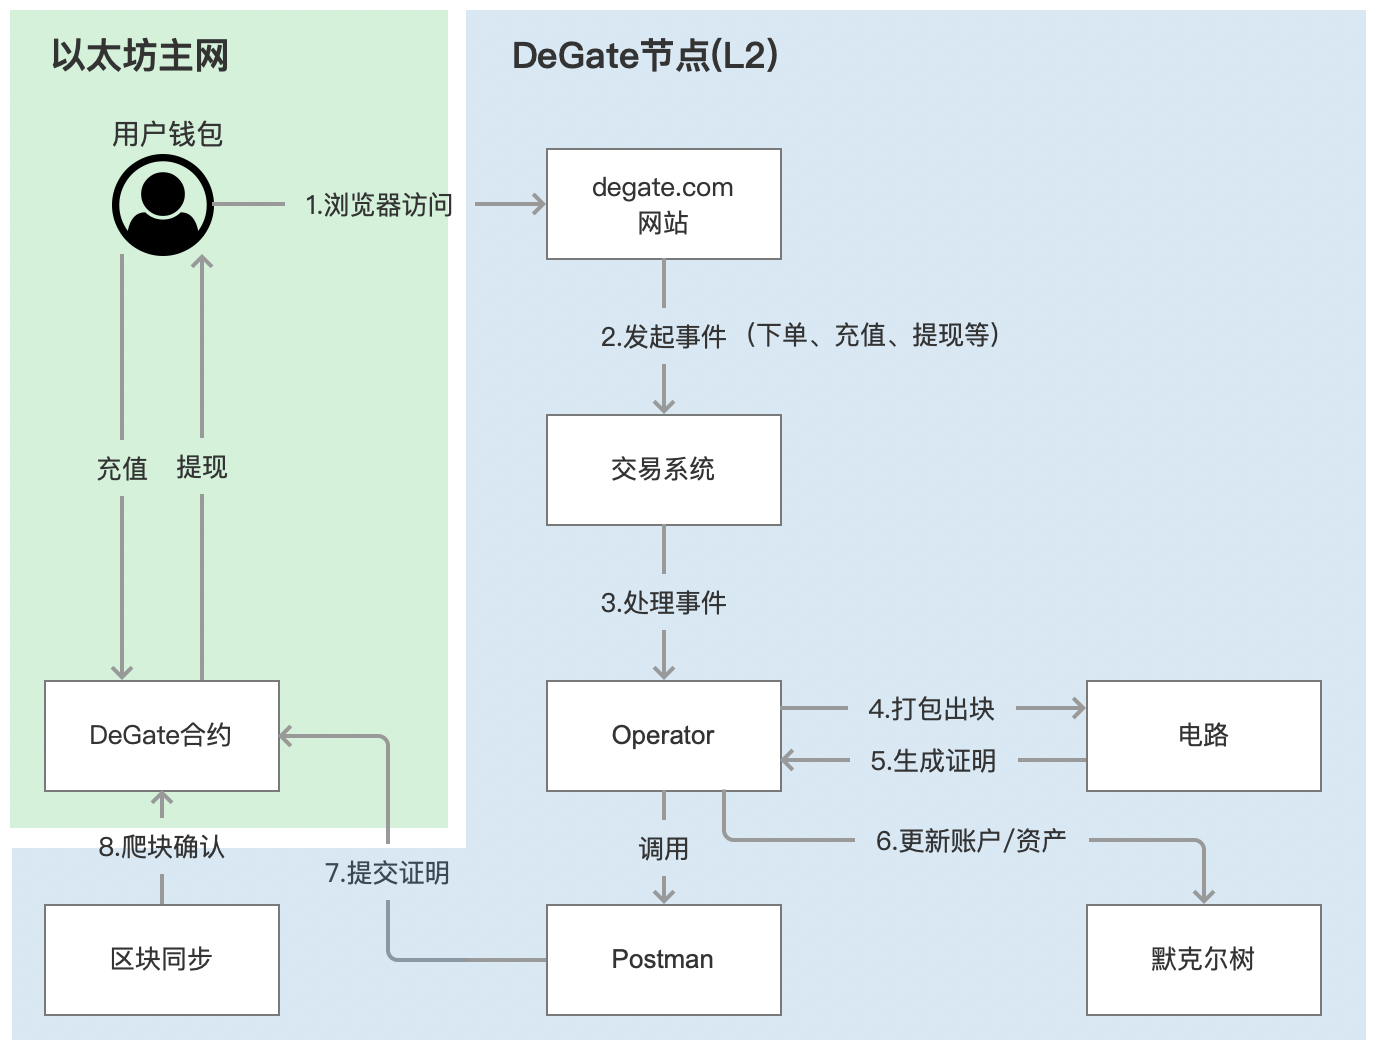 以太坊主网
DeGate节点(L2)
用户钱包
1.浏览器访问
degate.com
网站
2.发起事件 （下单、充值、提现等）
充值
提现
交易系统
3.处理事件
DeGate合约
Operator
4.打包出块
5.生成证明
电路
8.爬块确认
7.提交证明
调用
6.更新账户/资产
区块同步
Postman
默克尔树